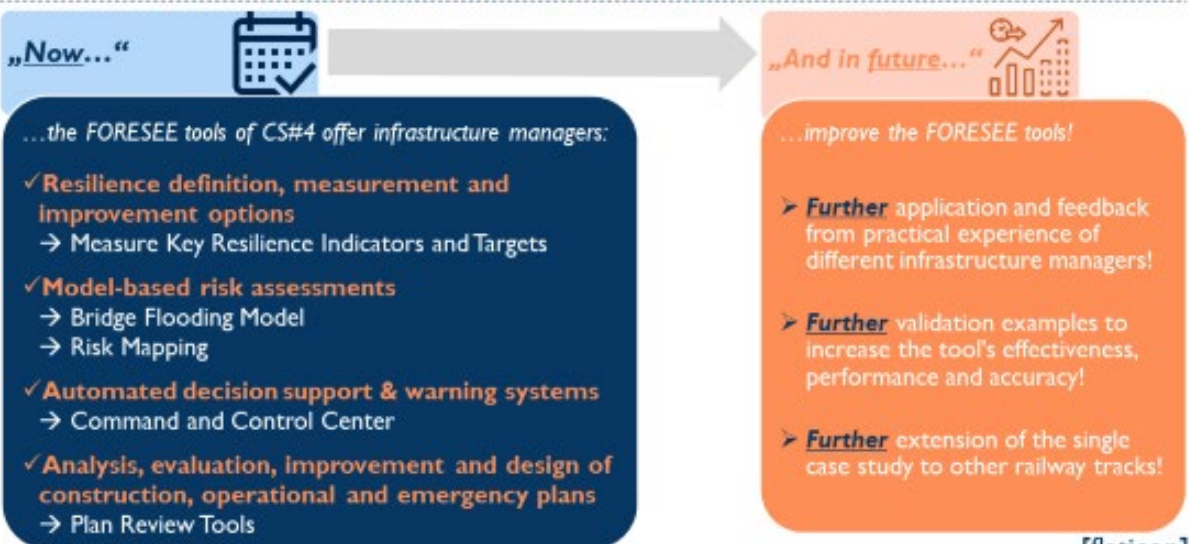 „Now…“
…the FORESEE tools of CS#4 offer infrastructure managers:
✓Resilience definition, measurement and
improvement options
→ Measure Key Resilience Indicators and Targets
✓Model-based risk assessments
→ Bridge Flooding Model
→ Risk Mapping
✓Automated decision support & warning systems
→ Command and Control Center
✓Analysis, evaluation, improvement and design of
construction, operational and emergency plans
→ Plan Review Tools
„And in future…“
…improve the FORESEE tools!
➤ Further application and feedback
from practical experience of
different infrastructure managers!
➤ Further validation examples to
increase the tool's effectiveness,
performance and accuracy!
➤ Further extension of the single
case study to other railway tracks!